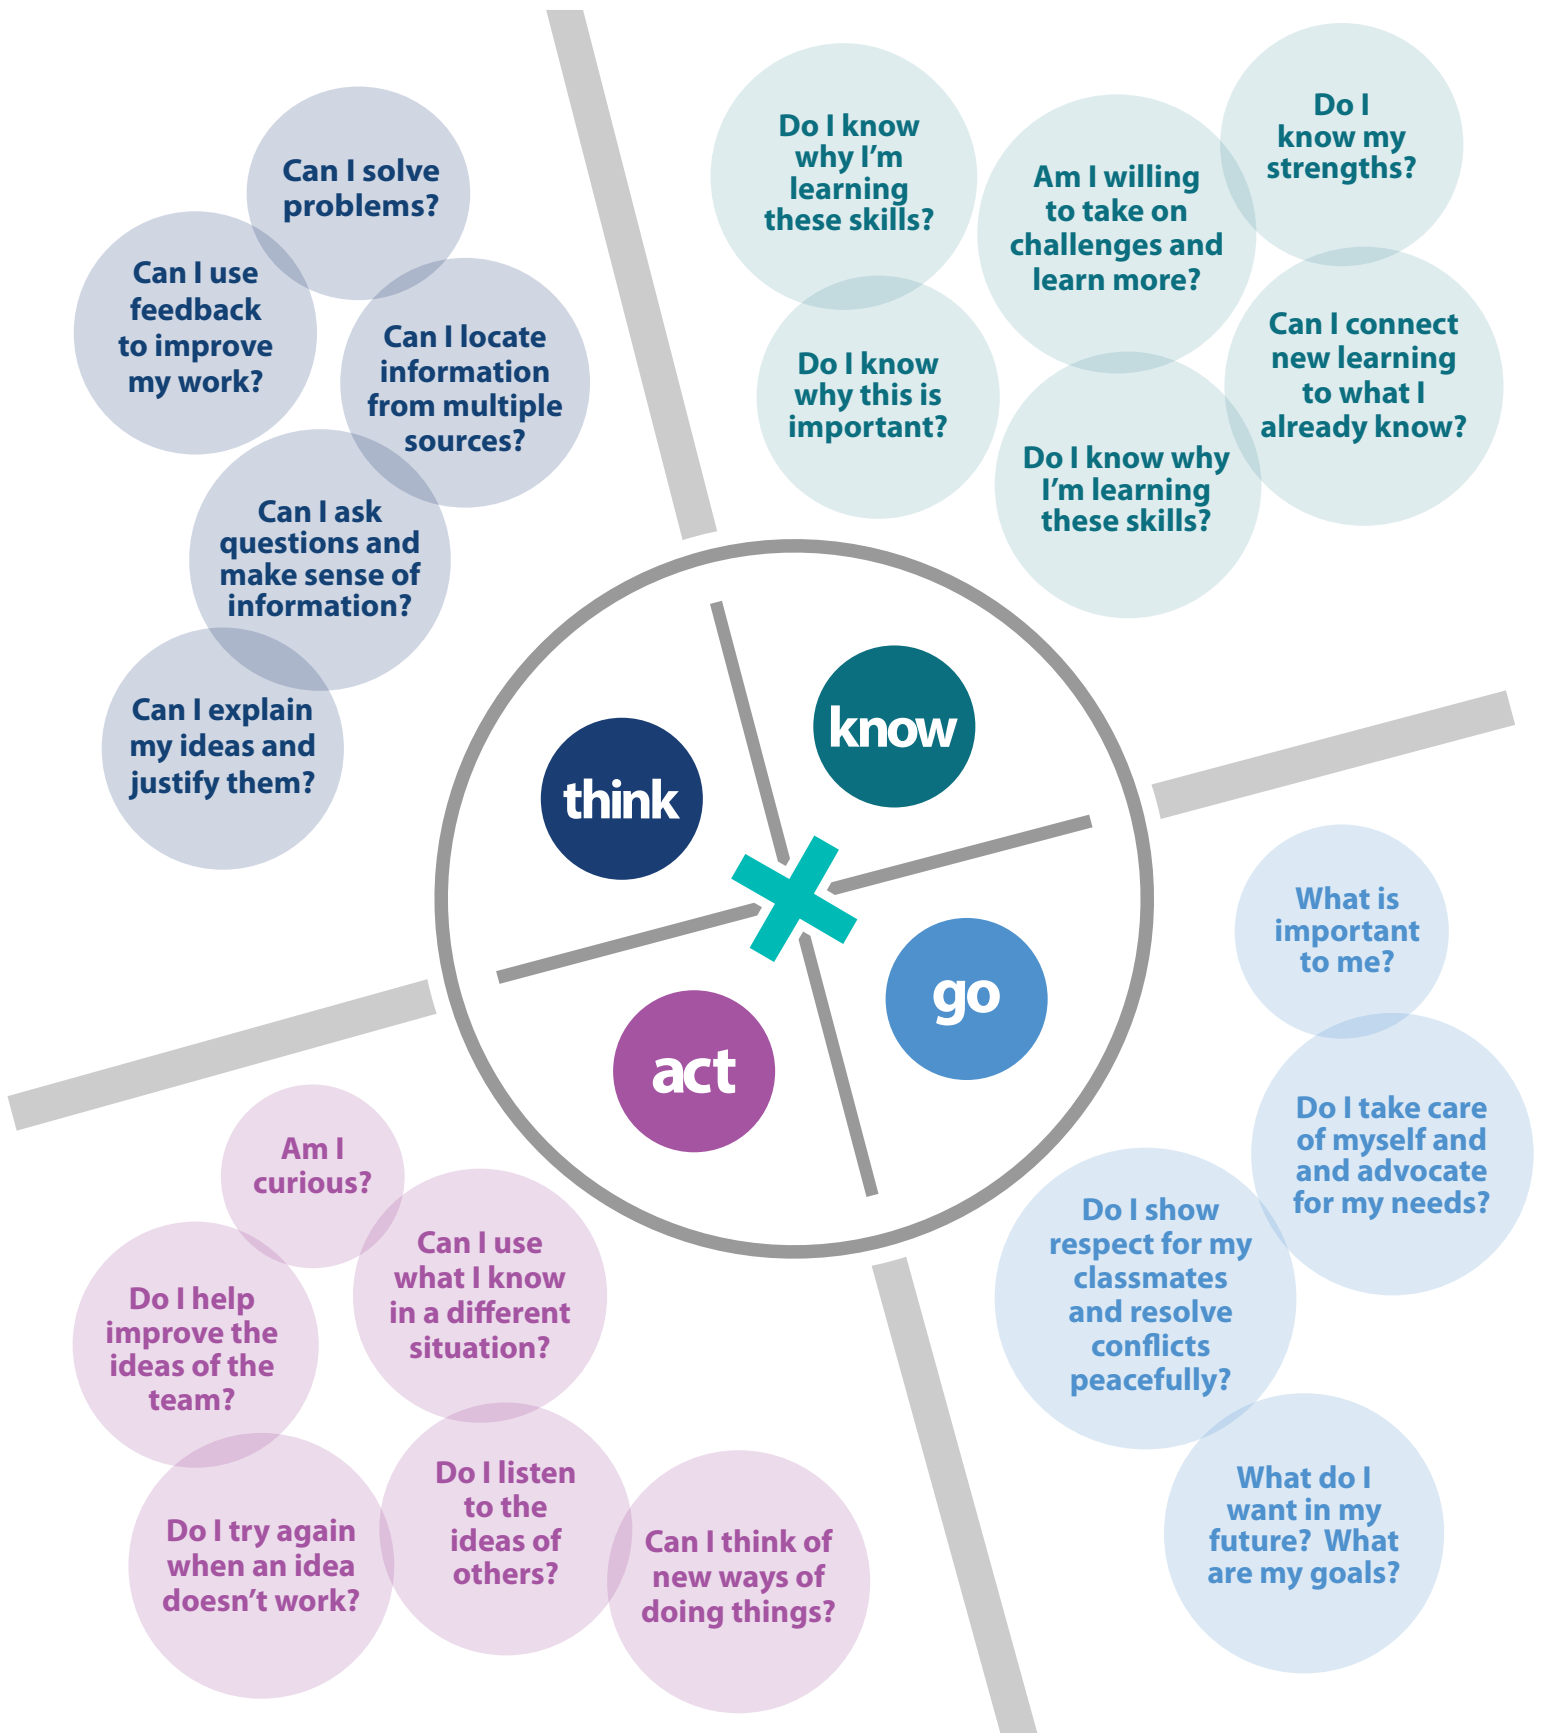 Can I solve
problems?
Can I use
feedback
to improve
my work?
Can I locate
information
from multiple
sources?
Can I ask
questions and
make sense of
information?
Can I explain
my ideas and
justify them?
Do I know
why I'm
learning
these skills?
Am I willing
to take on
challenges and
learn more?
Do I
know my
strengths?
Do I know
why this is
important?
Can I connect
new learning
to what I
already know?
Do I know why
I'm learning
these skills?
think
know
act
go
What is
important
to me?
Do I take care
of myself and
and advocate
for my needs?
Do I show
respect for my
classmates
and resolve
conflicts
peacefully?
What do I
want in my
future?  What
are my goals?
Am I
curious?
Can I use
what I know
in a different
situation?
Do I help
improve the
ideas of the
team?
Do I try again
when an idea
doesn't work?
Do I listen
to the
ideas of
others?
Can I think of
new ways of
doing things?